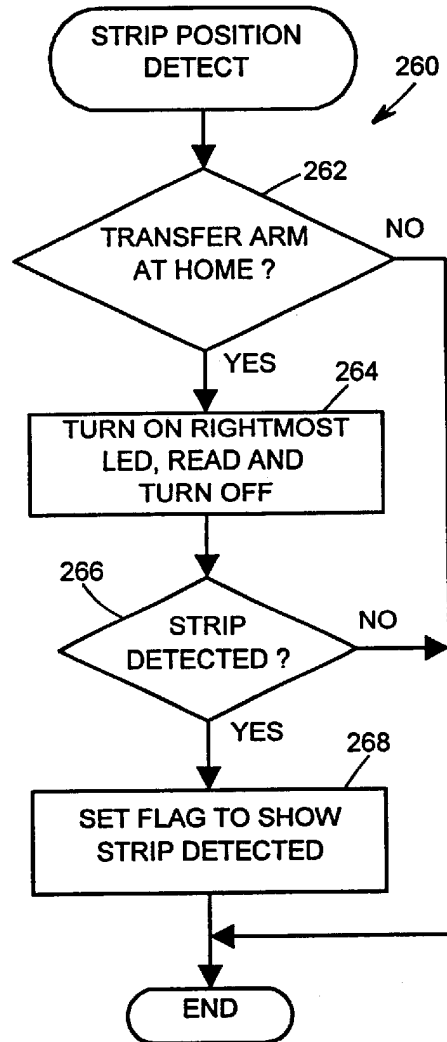 STRIP POSITION
DETECT
260
262
TRANSFER ARM
AT HOME ?
NO
YES
264
TURN ON RIGHTMOST
LED, READ AND
TURN OFF
266
STRIP
DETECTED ?
NO
YES
268
SET FLAG TO SHOW
STRIP DETECTED
END